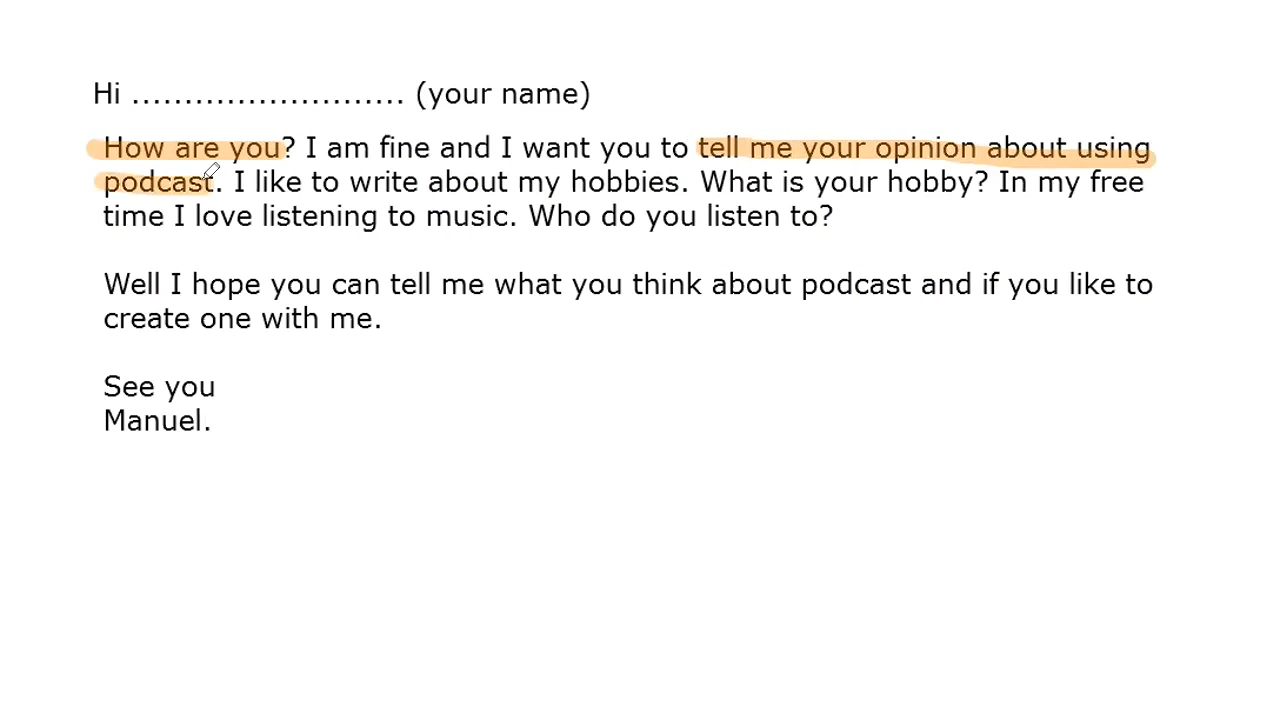 Hi .......................... (your name)
How are you? I am fine and I want you to tell me your opinion about using
podcast. I like to write about my hobbies. What is your hobby? In my free
time I love listening to music. Who do you listen to?
Well I hope you can tell me what you think about podcast and if you like to
create one with me.
See you
Manuel.